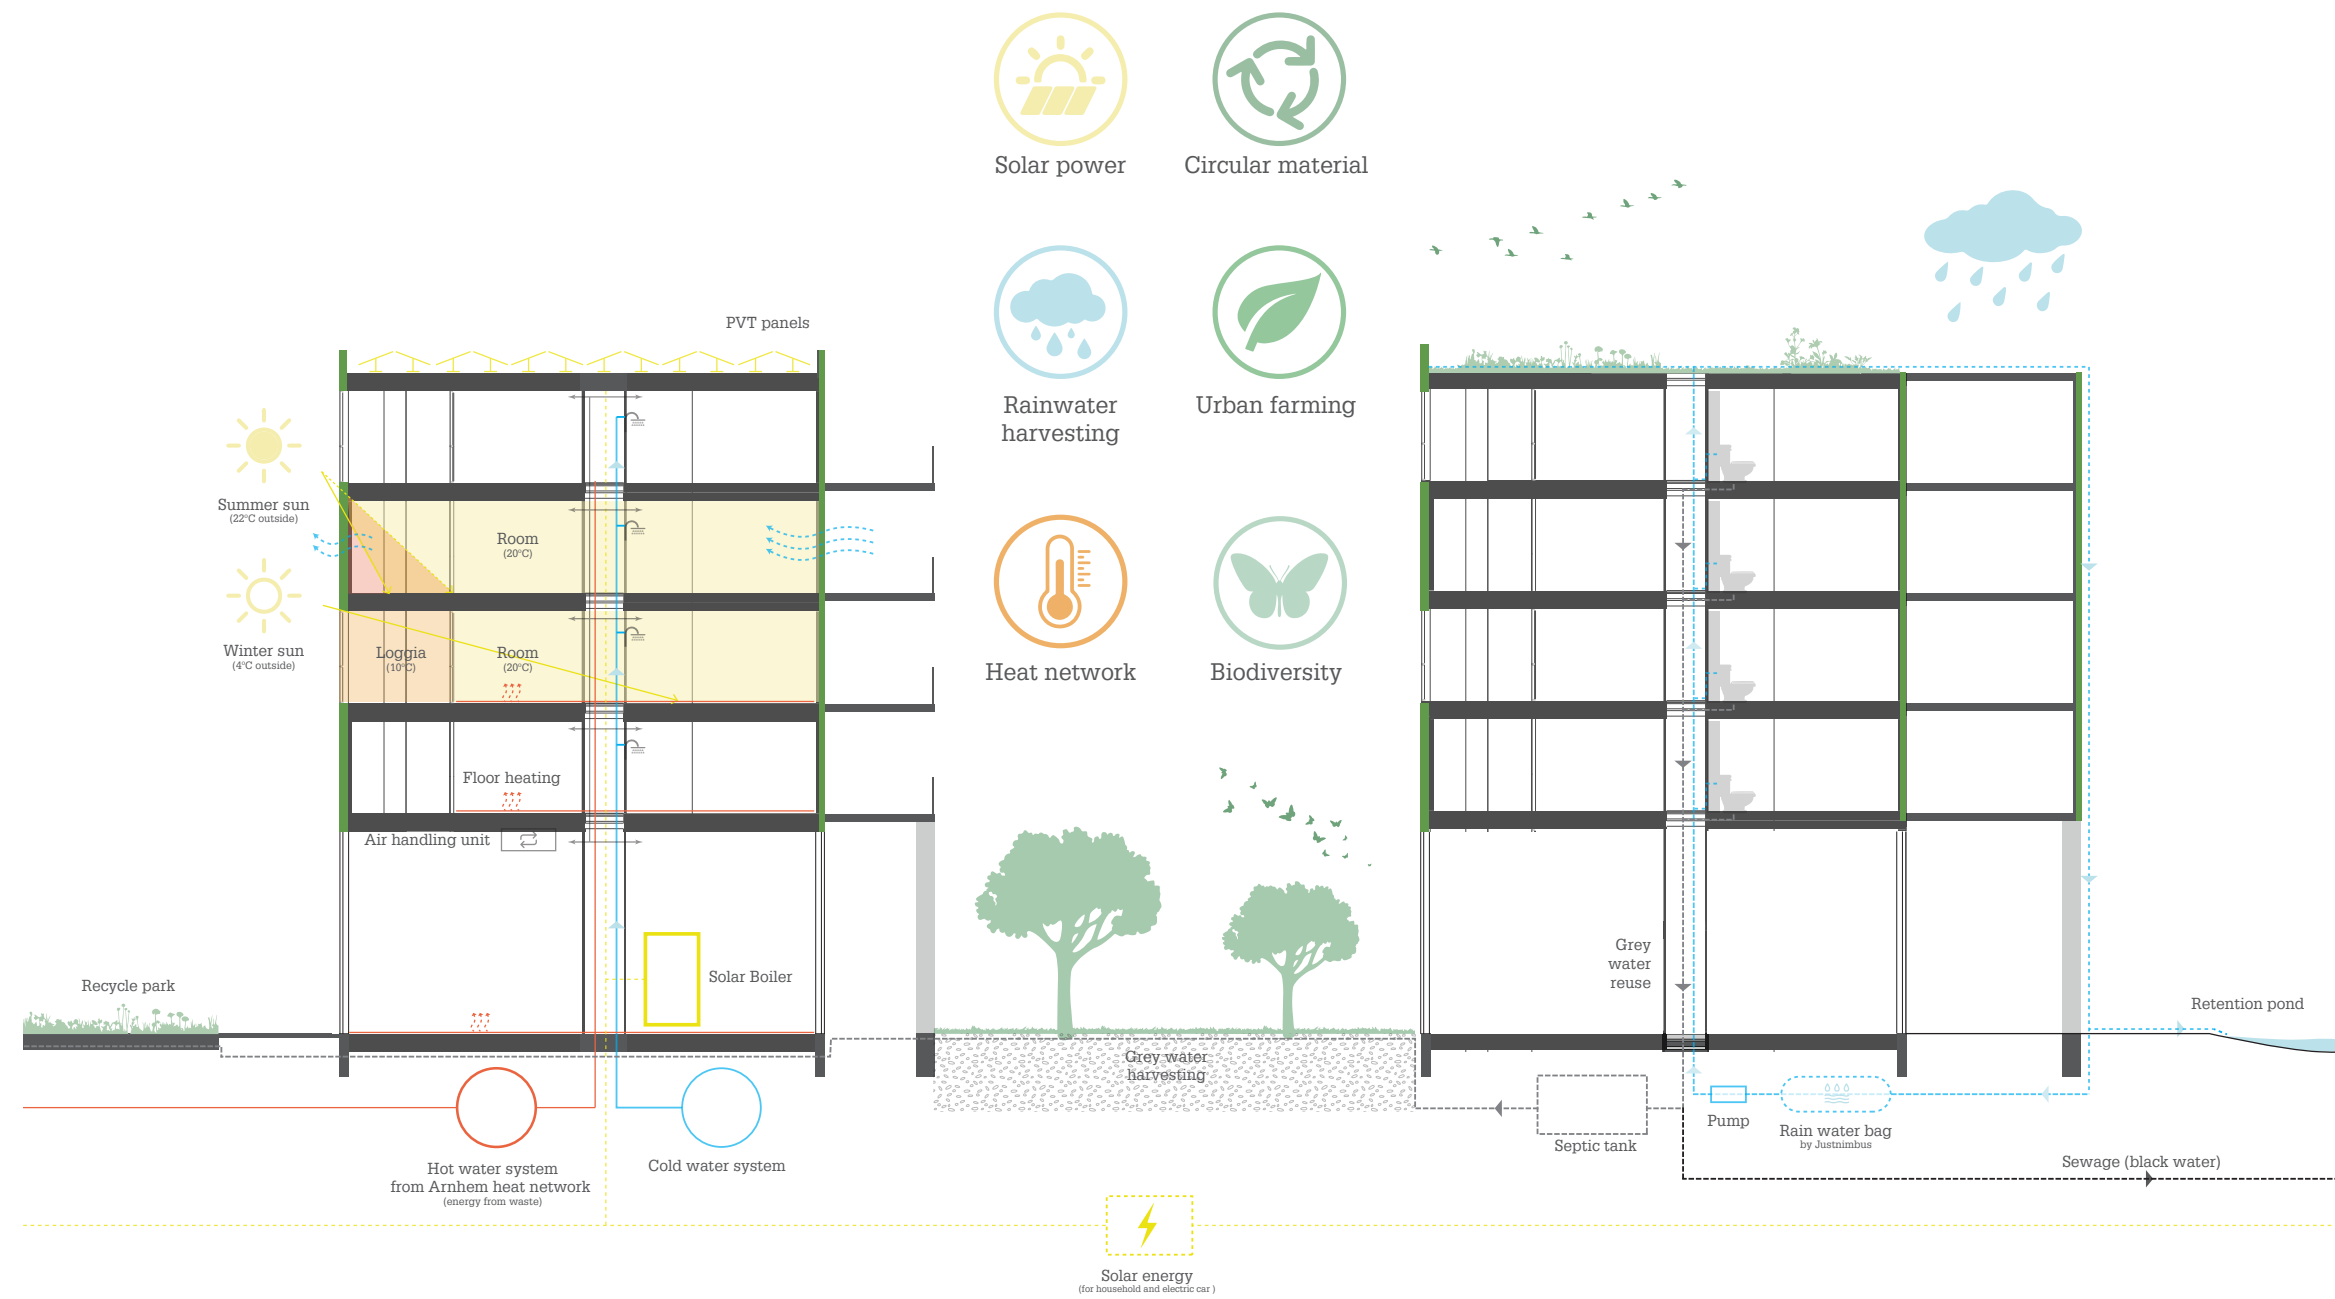 Solar power
Circular material
Rainwater
harvesting
Urban farming
Heat network
Biodiversity
PVT panels
Summer sun
(22°C outside)
Winter sun
(4°C outside)
Room
(20°C)
Loggia
(10°C)
Room
(20°C)
Floor heating
Air handling unit
Solar Boiler
Recycle park
Hot water system
from Arnhem heat network
(energy from waste)
Cold water system
Grey water
harvesting
Grey
water
reuse
Septic tank
Pump
Rain water bag
by Justnimbus
Retention pond
Sewage (black water)
Solar energy
(for household and electric car )